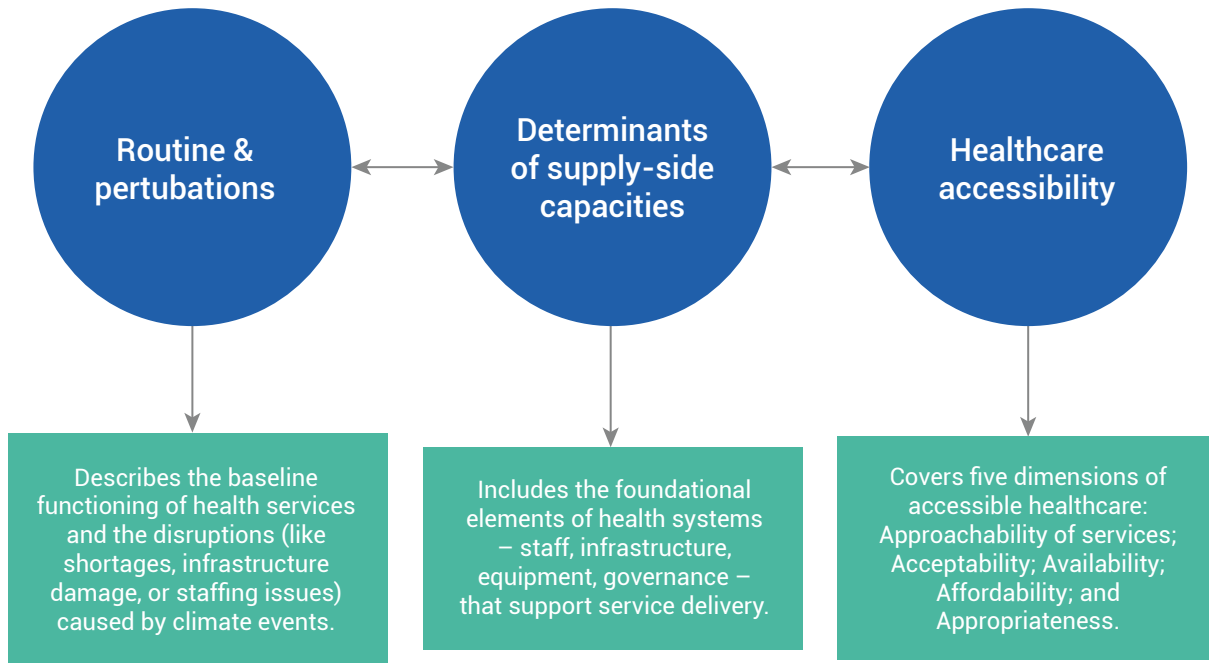 Routine &
pertubations
Determinants
of supply-side
capacities
Healthcare
accessibility
Describes the baseline
functioning of health services
and the disruptions (like
shortages, infrastructure
damage, or staffing issues)
caused by climate events.
Includes the foundational
elements of health systems
– staff, infrastructure,
equipment, governance –
that support service delivery.
Covers five dimensions of
accessible healthcare:
Approachability of services;
Acceptability; Availability;
Affordability; and
Appropriateness.